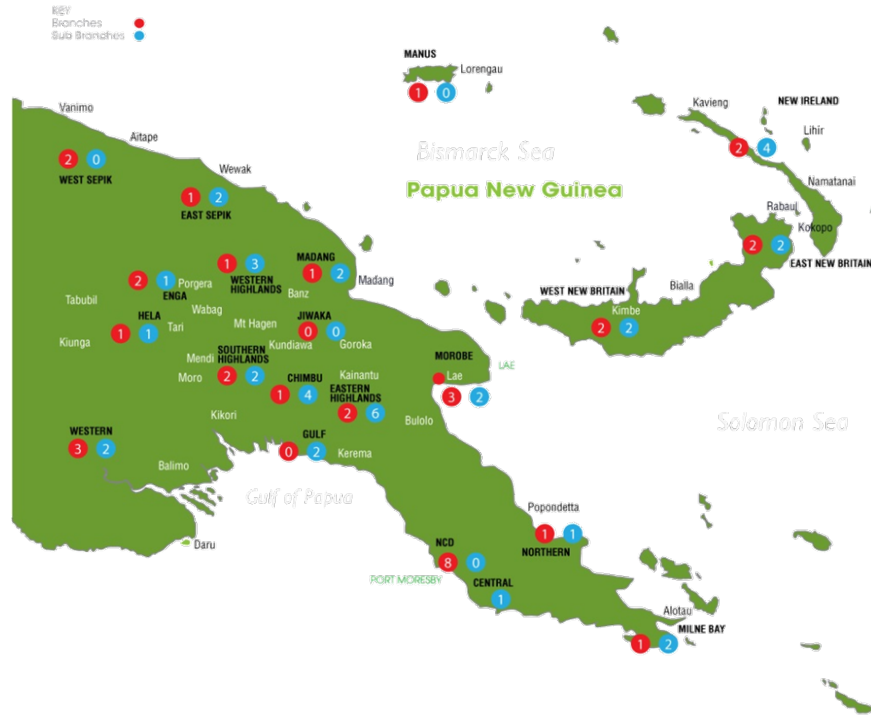 KEY
Branches
Sub Branches
MANUS
Lorengau
1 0
Kavieng
NEW IRELAND
Lihir
2 4
Namatanai
Vanimo
Aitape
2 0
WEST SEPIK
Wewak
1 2
EAST SEPIK
Bismarck Sea
Papua New Guinea
Rabaul
Kokopo
2 2
EAST NEW BRITAIN
1 3
WESTERN
HIGHLANDS
MADANG
1 2
Madang
2 1
ENGA
Porgera
Banz
WEST NEW BRITAIN
Bialla
Kimbe
2 2
Tabubil
Wabag
HELA
1 1
Tari
Mt Hagen
JIWAKA
0 0
Kundiawa
Goroka
Kiunga
Mendi
SOUTHERN
HIGHLANDS
2 2
Moro
CHIMBU
1 4
Kainantu
EASTERN
HIGHLANDS
2 6
MOROBE
Lae
LAE
3 2
Bulolo
Kikori
Solomon Sea
WESTERN
3 2
GULF
0 2
Kerema
Balimo
Gulf of Papua
Daru
Popondetta
1 1
NORTHERN
NCD
8 0
PORT MORESBY
CENTRAL
1
Alotau
MILNE BAY
1 2